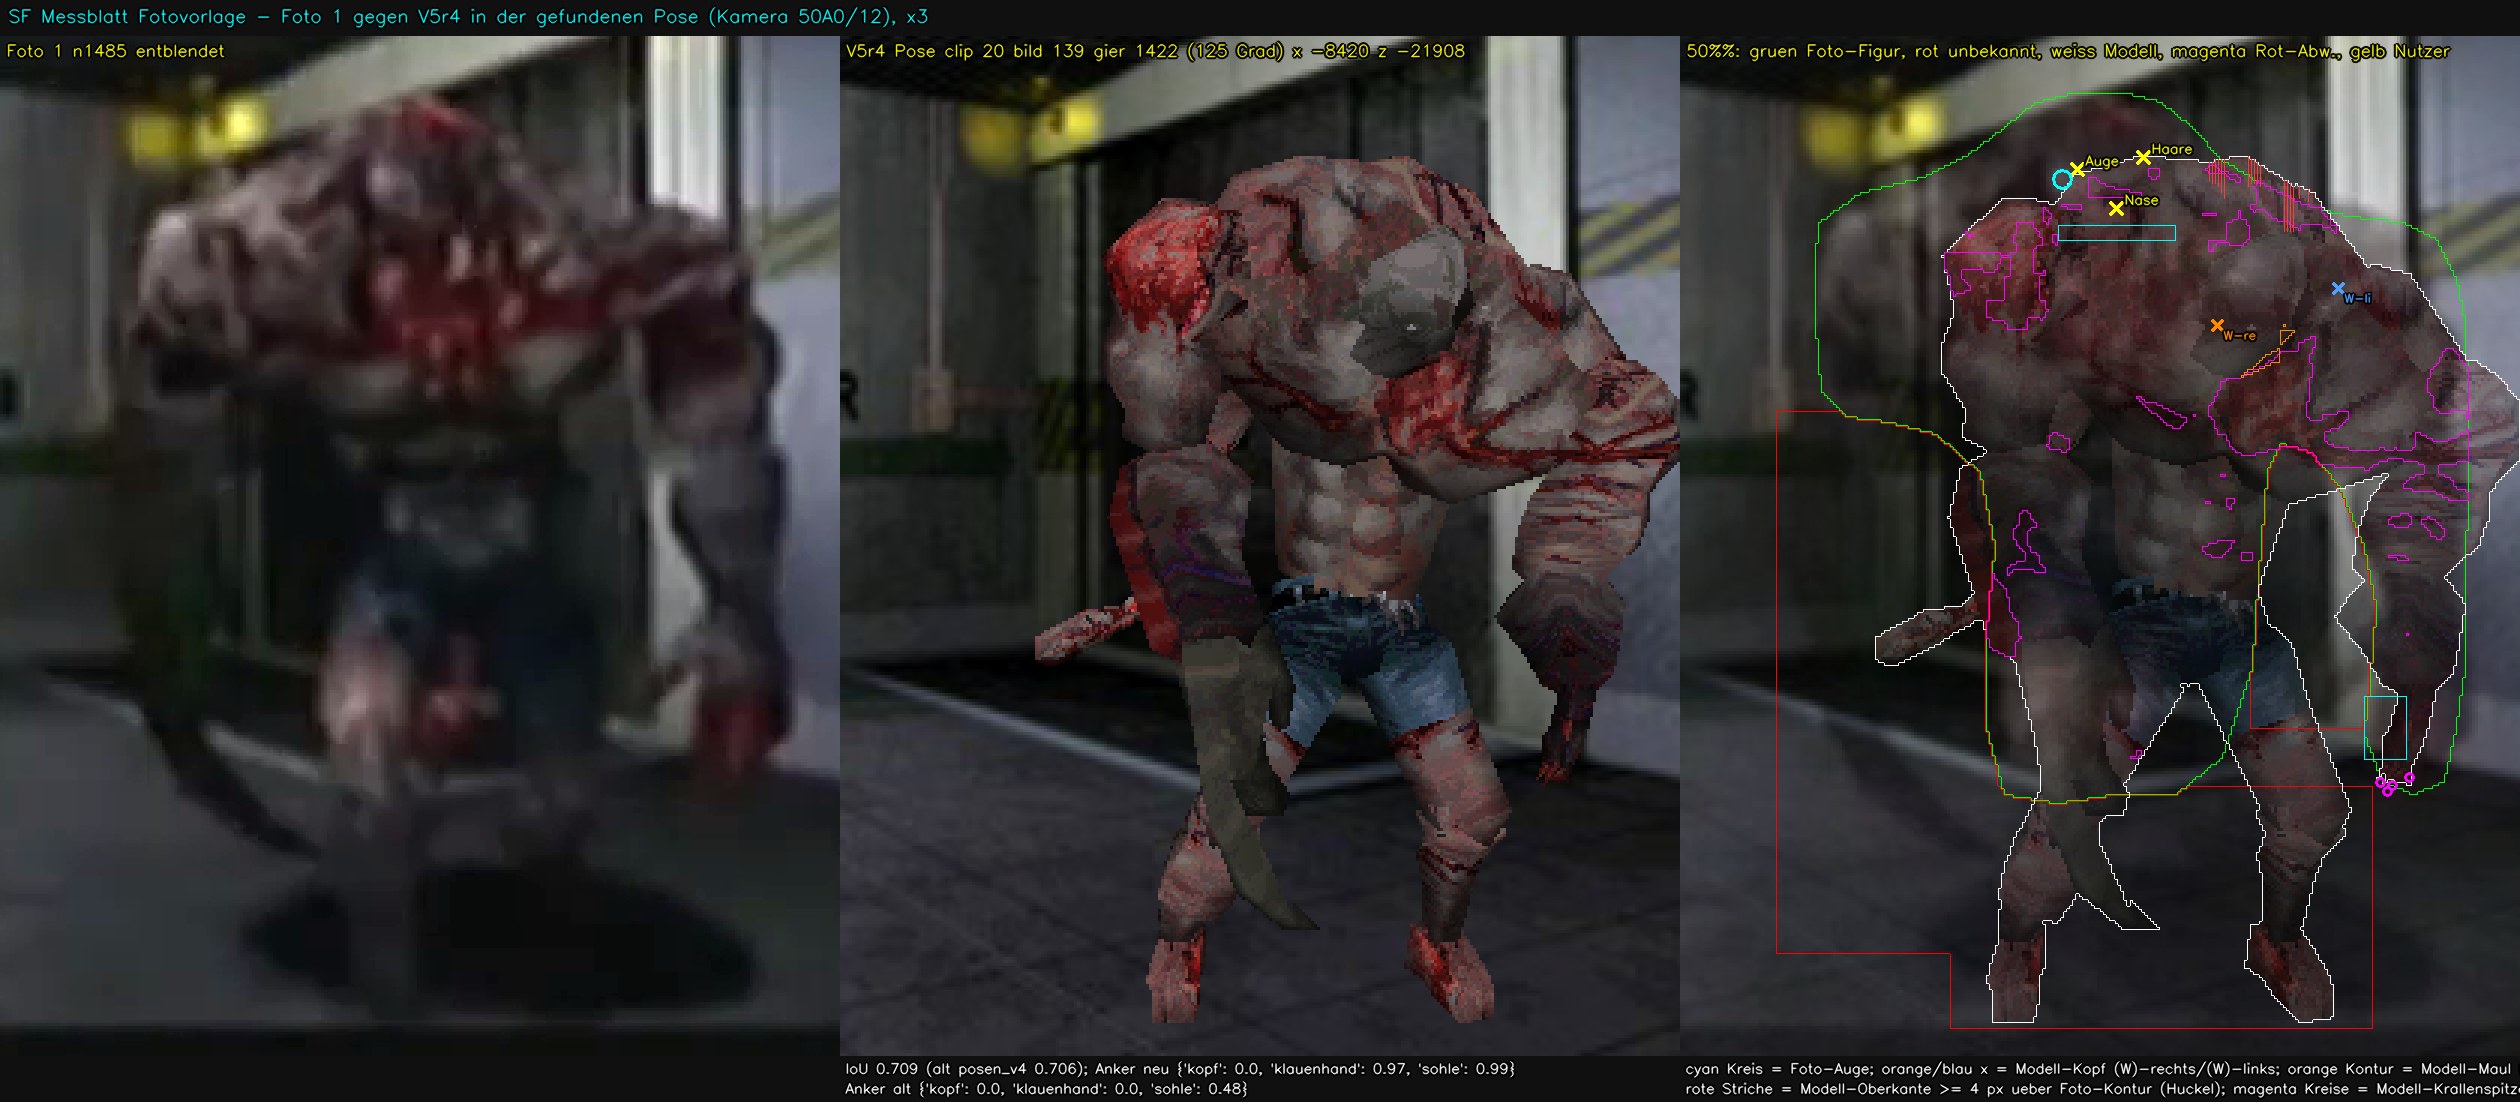 SF Messblatt Fotovorlage - Foto 1 gegen V5r4 in der gefundenen Pose (Kamera 50A0/12), x3
Foto 1 n1485 entblendet
V5r4 Pose clip 20 bild 139 gier 1422 (125 Grad) x -8420 z -21908
50%%: gruen Foto-Figur, rot unbekannt, weiss Modell, magenta Rot-Abw., gelb Nutzer
Auge
Haare
Nase
W-li
W-re
IoU 0.709 (alt posen_v4 0.706); Anker neu {'kopf': 0.0, 'klauenhand': 0.97, 'sohle': 0.99}
Anker alt {'kopf': 0.0, 'klauenhand': 0.0, 'sohle': 0.48}
cyan Kreis = Foto-Auge; orange/blau x = Modell-Kopf (W)-rechts/(W)-links; orange Kontur = Modell-Maul
rote Striche = Modell-Oberkante >= 4 px ueber Foto-Kontur (Huckel); magenta Kreise = Modell-Krallenspitze